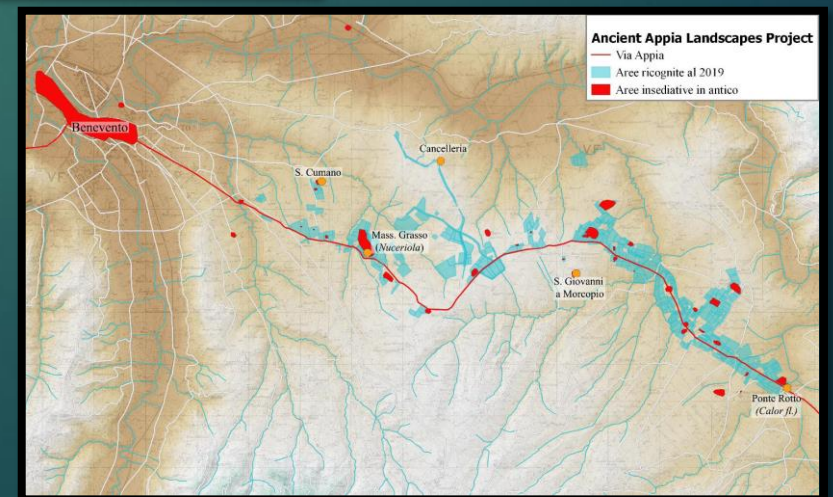 Ancient Appia Landscapes Project
Via Appia
Aree ricognite al 2019
Aree insediative in antico
Benevento
Cancelleria
S. Cumano
Mass. Grasso
(Nuceriola)
S. Giovanni
a Morcopio
Ponte Rotto
(Calor fl.)